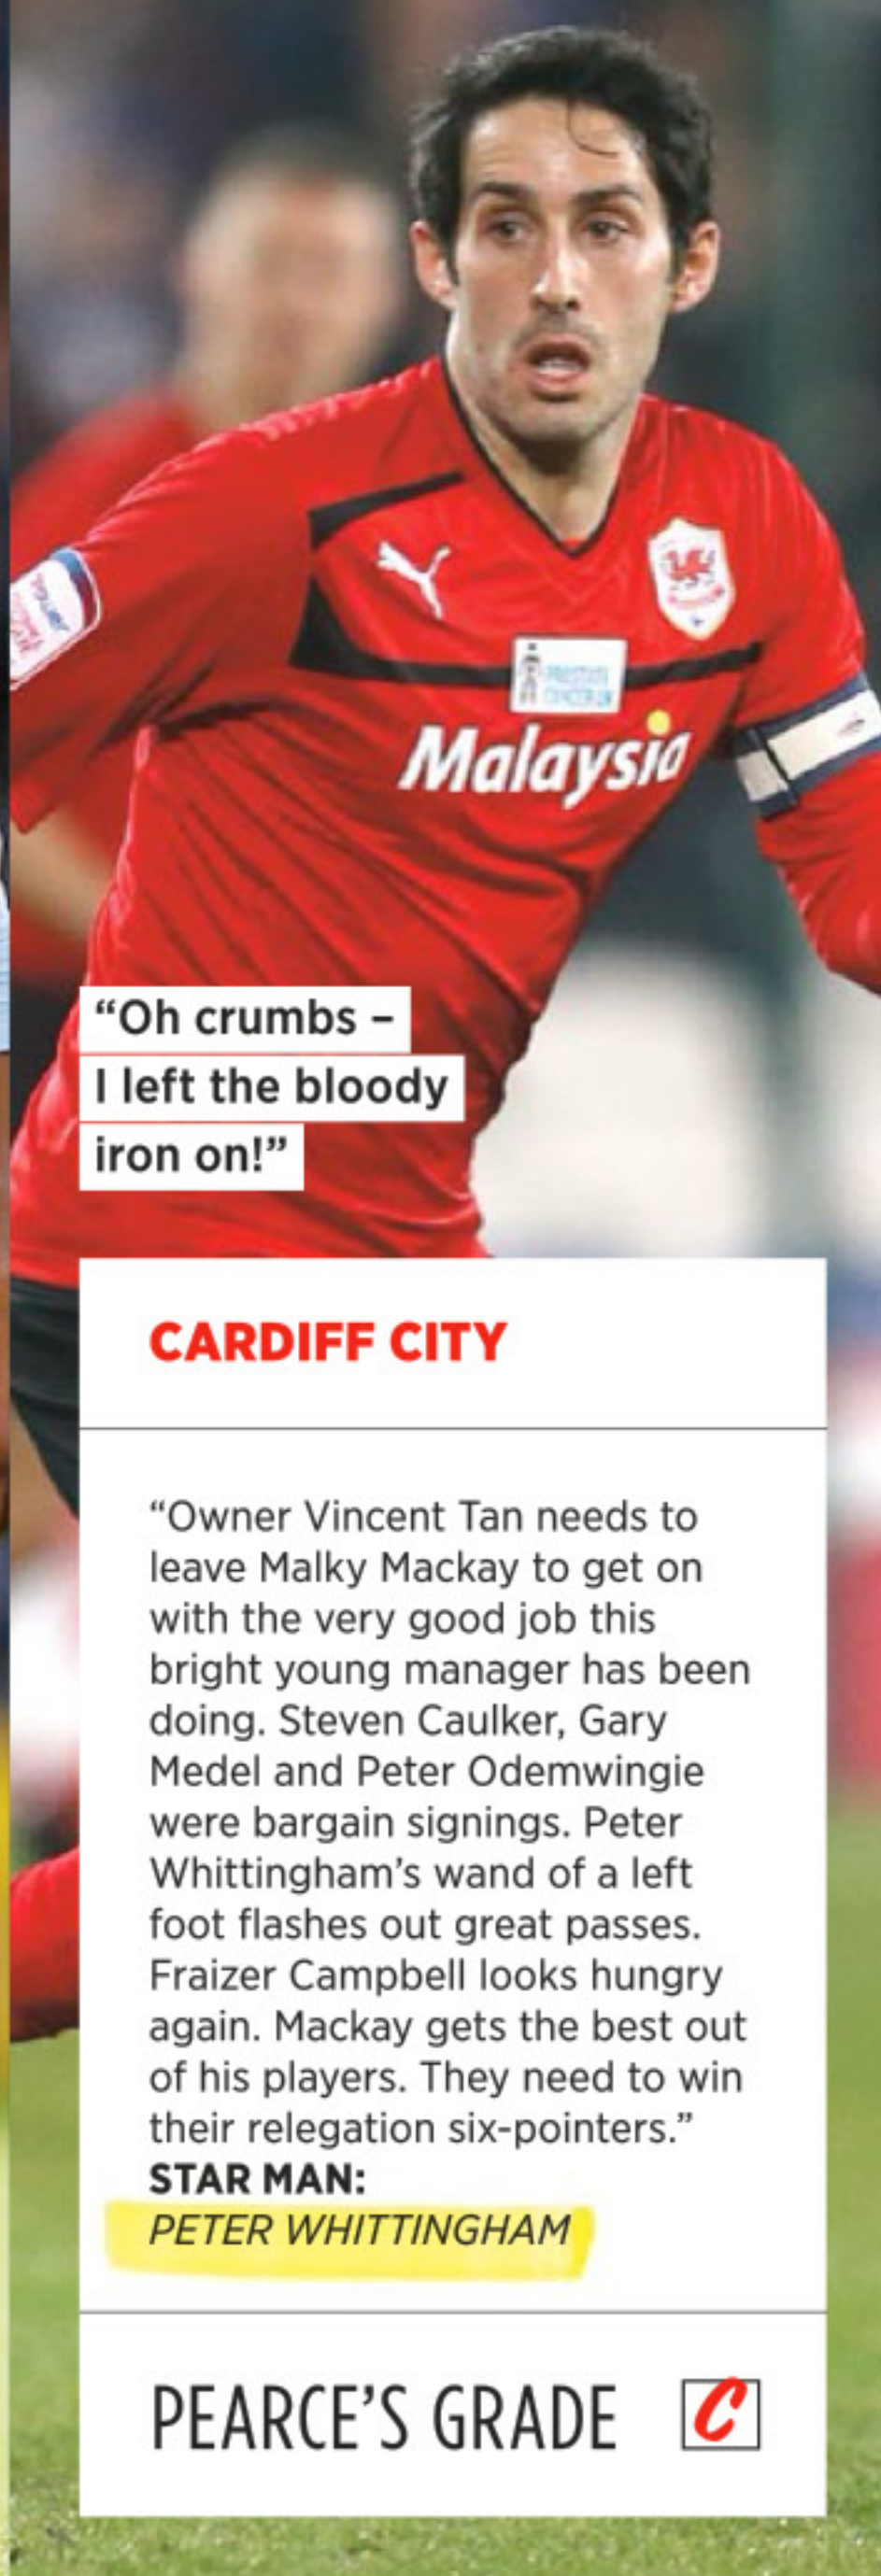 Malaysia
“Oh crumbs –
I left the bloody
iron on!”
CARDIFF CITY
“Owner Vincent Tan needs to
leave Malky Mackay to get on
with the very good job this
bright young manager has been
doing. Steven Caulker, Gary
Medel and Peter Odemwingie
were bargain signings. Peter
Whittingham’s wand of a left
foot flashes out great passes.
Fraizer Campbell looks hungry
again. Mackay gets the best out
of his players. They need to win
their relegation six-pointers.”
STAR MAN:
PETER WHITTINGHAM
PEARCE’S GRADE C